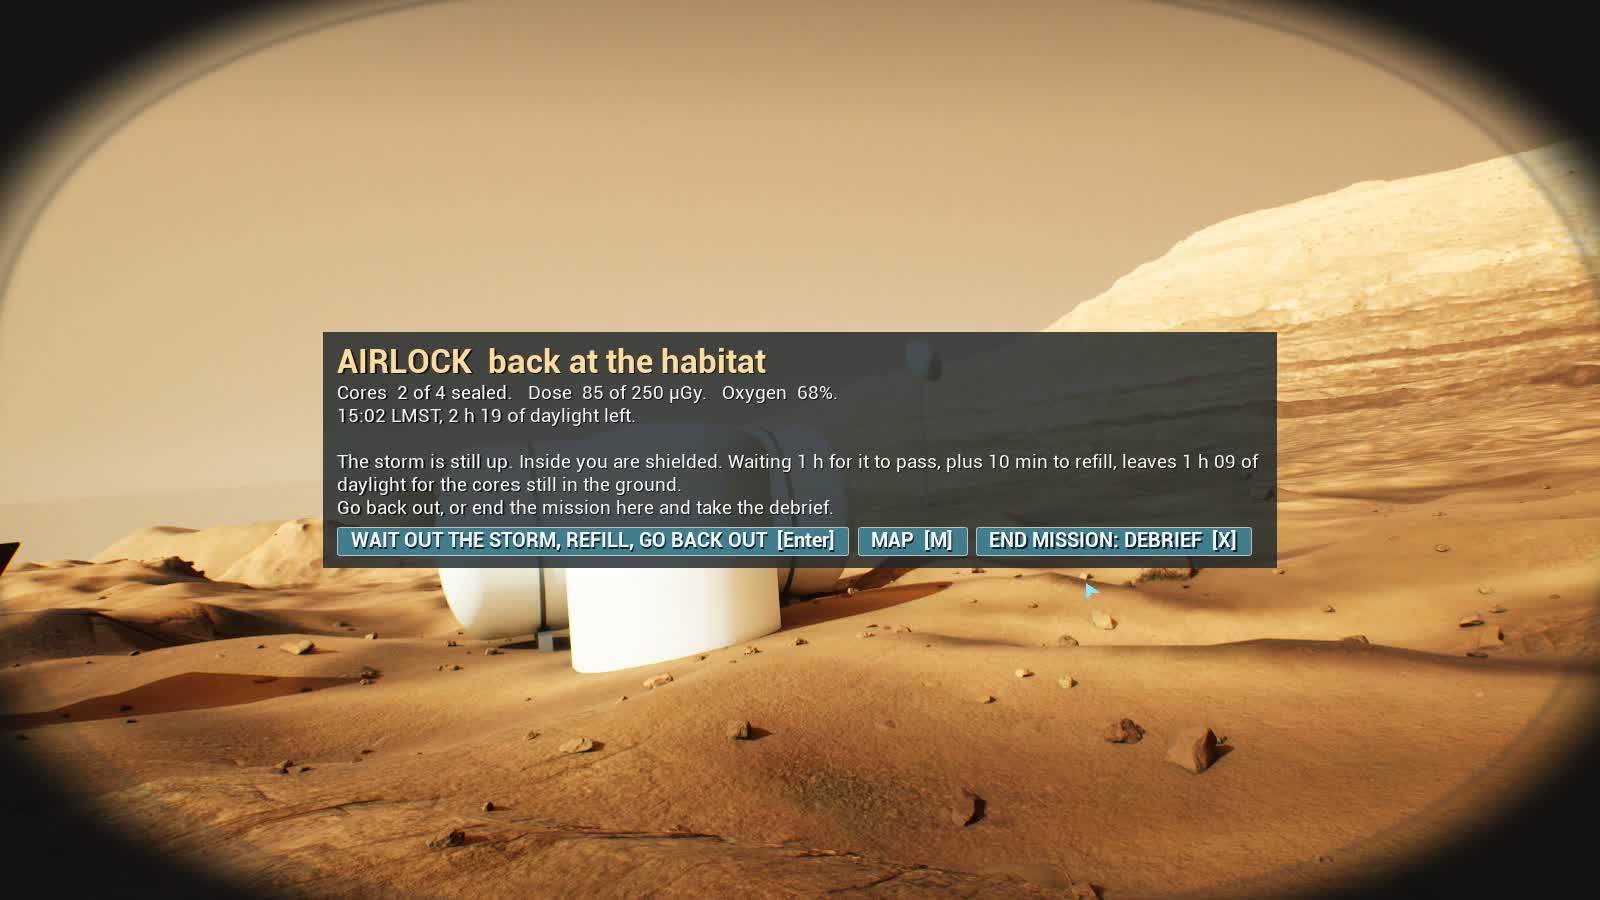 AIRLOCK  back at the habitat
Cores  2 of 4 sealed.   Dose  85 of 250 µGy.   Oxygen  68%.
15:02 LMST, 2 h 19 of daylight left.
The storm is still up. Inside you are shielded. Waiting 1 h for it to pass, plus 10 min to refill, leaves 1 h 09 of
daylight for the cores still in the ground.
Go back out, or end the mission here and take the debrief.
WAIT OUT THE STORM, REFILL, GO BACK OUT  [Enter]  MAP  [M]  END MISSION: DEBRIEF  [X]